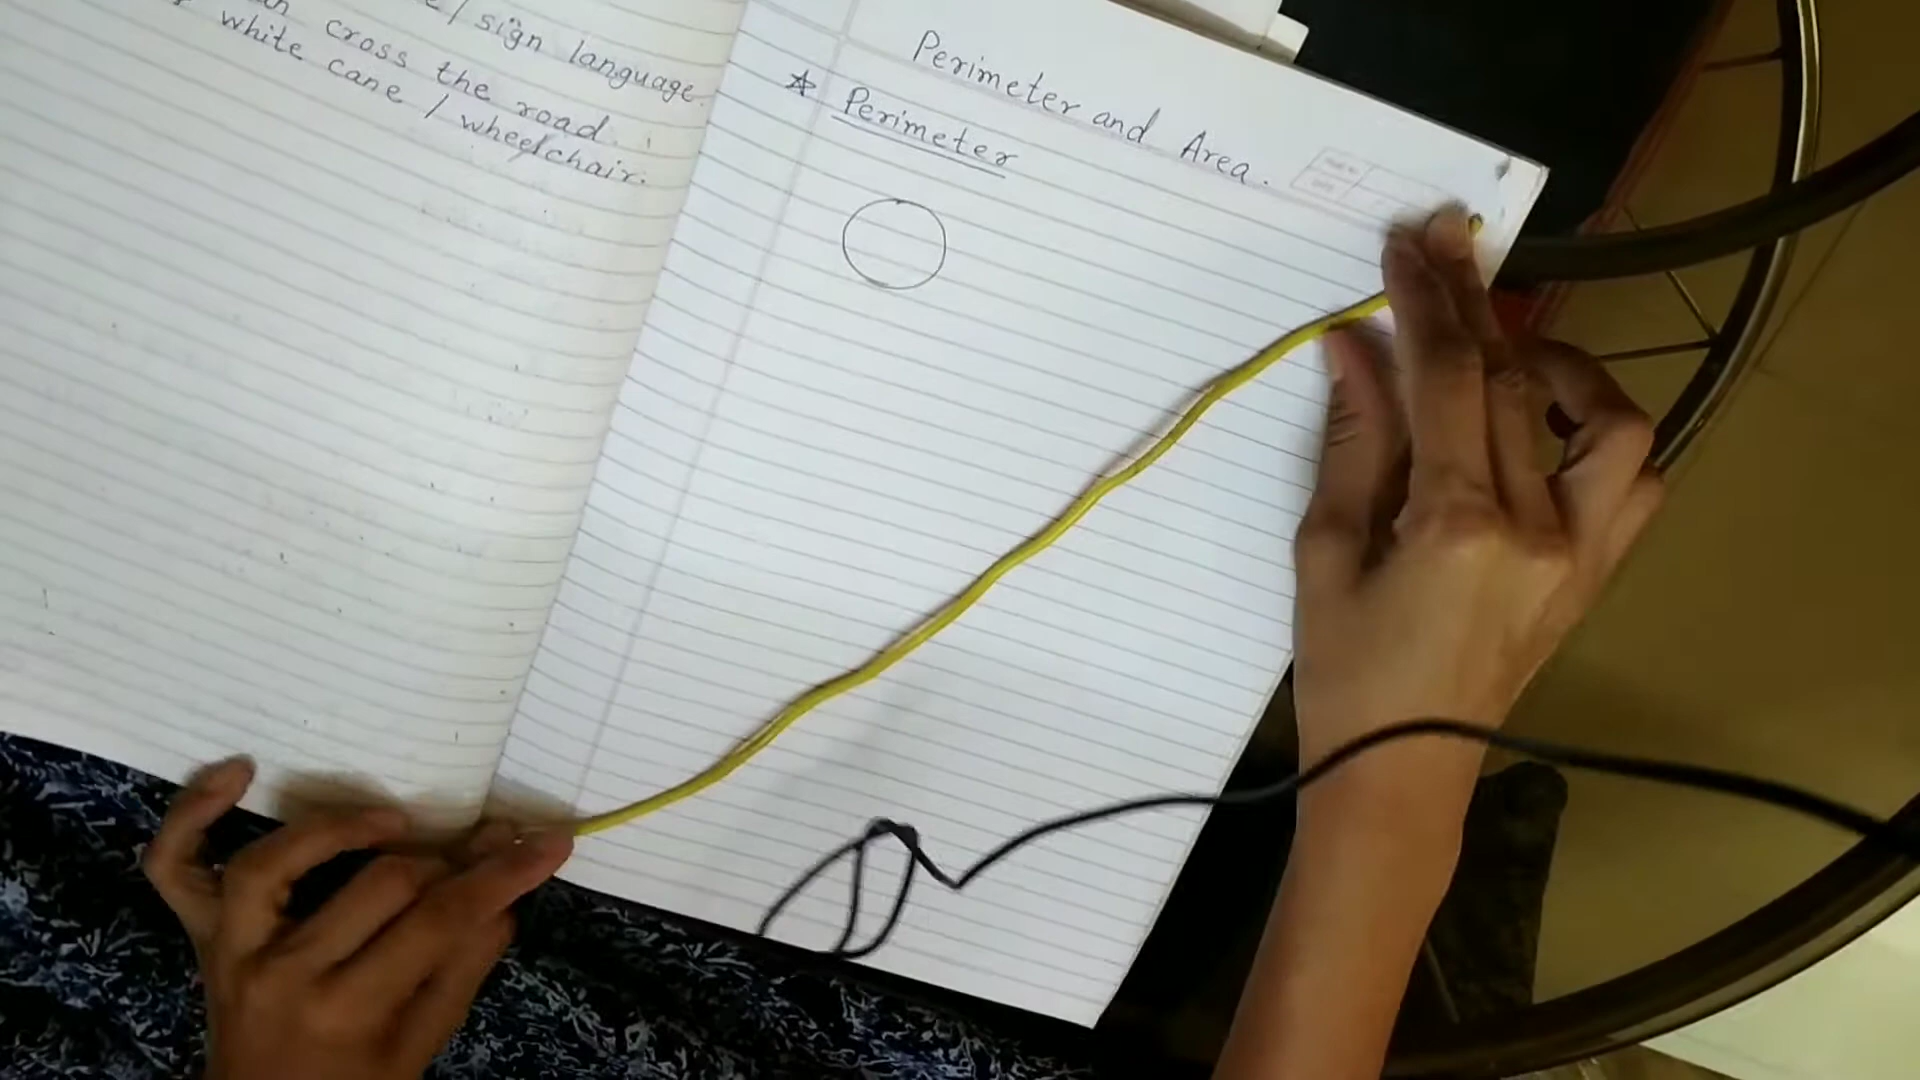 / sign language.
cross the road.
white cane / wheelchair.
Perimeter and Area.
☆ Perimeter